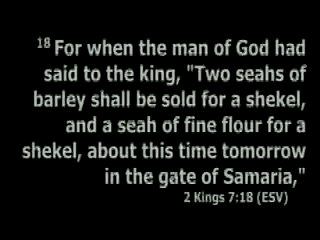 18 For when the man of God had
said to the king, "Two seahs of
barley shall be sold for a shekel,
and a seah of fine flour for a
shekel, about this time tomorrow
in the gate of Samaria,"
2 Kings 7:18 (ESV)